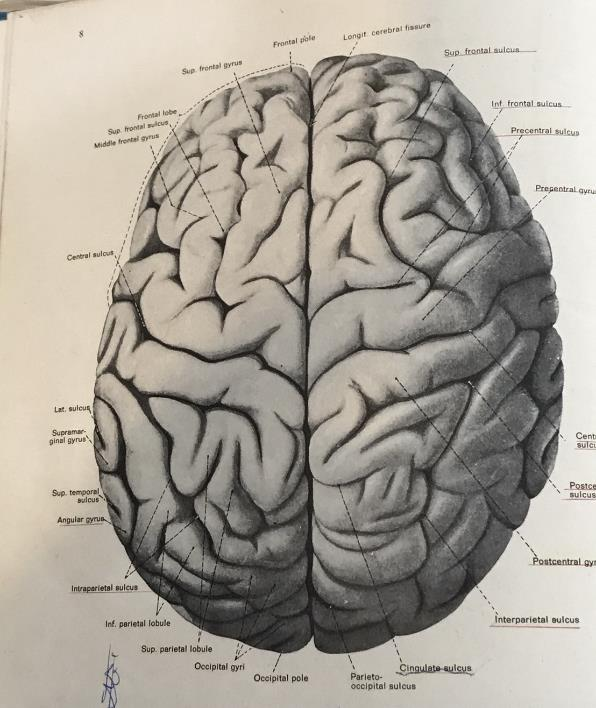 8
Frontal pole
Longit. cerebral fissure
Sup. frontal gyrus
Sup. frontal sulcus
Frontal lobe
Sup. frontal sulcus
Middle frontal gyrus
Inf. frontal sulcus
Precentral sulcus
Precentral gyru
Central sulcus
Lat. sulcus
Supramar-
ginal gyrus
Cent
sulcu
Sup. temporal
sulcus
Postce
sulcus
Angular gyrus
Postcentral gyr
Intraparietal sulcus
Inf. parietal lobule
Interparietal sulcus
Sup. parietal lobule
Occipital gyri
Occipital pole
Parieto-
occipital sulcus
Cingulate sulcus